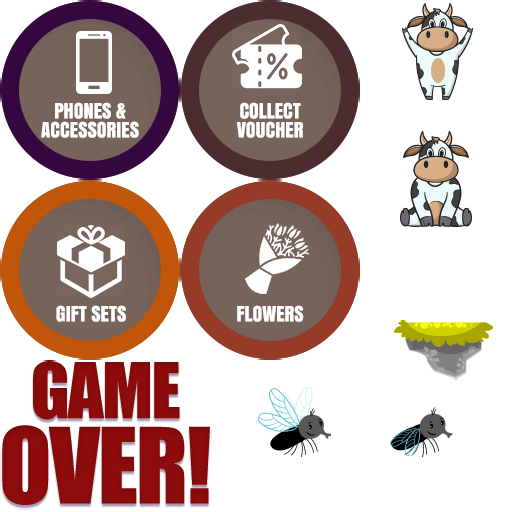 PHONES &
ACCESSORIES
%
COLLECT
VOUCHER
GIFT SETS
FLOWERS
GAME
OVER!